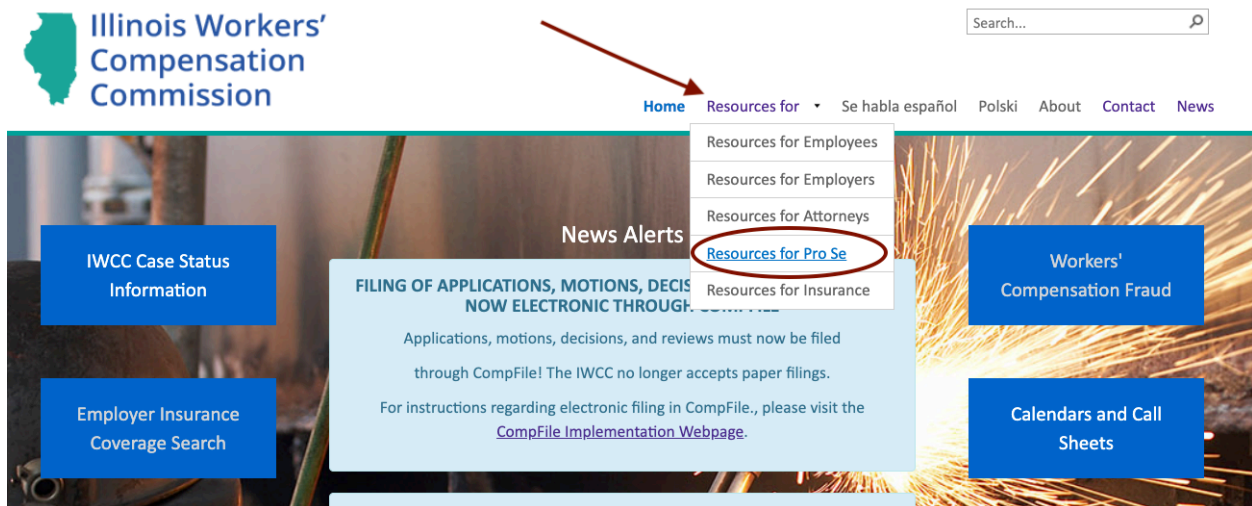 Illinois Workers'
Compensation
Commission
Search...
Home Resources for Se habla español Polski About Contact News
Resources for Employees
Resources for Employers
Resources for Attorneys
Resources for Pro Se
Resources for Insurance
IWCC Case Status
Information
Employer Insurance
Coverage Search
News Alerts
FILING OF APPLICATIONS, MOTIONS,
NOW ELECTRONIC THROUGH
Applications, motions, decisions, and reviews must now be filed
through CompFile! The IWCC no longer accepts paper filings.
For instructions regarding electronic filing in CompFile., please visit the
CompFile Implementation Webpage.
Workers'
Compensation Fraud
Calendars and Call
Sheets